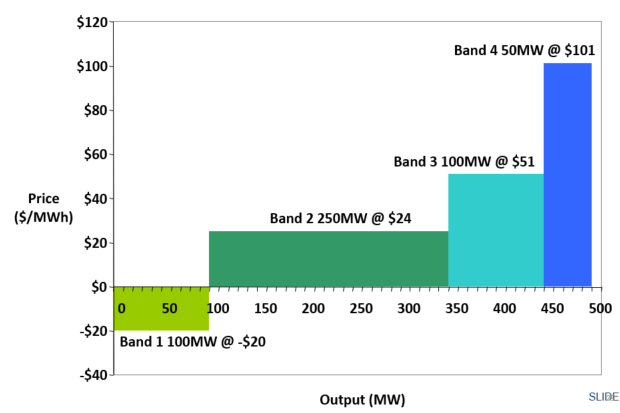 $120
Band 4 50MW @ $101
$100
$80
$60
Band 3 100MW @ $51
Price
($/MWh)
$40
Band 2 250MW @ $24
$20
$0
0 50 100 150 200 250 300 350 400 450 500
-$20
Band 1 100MW @ -$20
-$40
Output (MW)